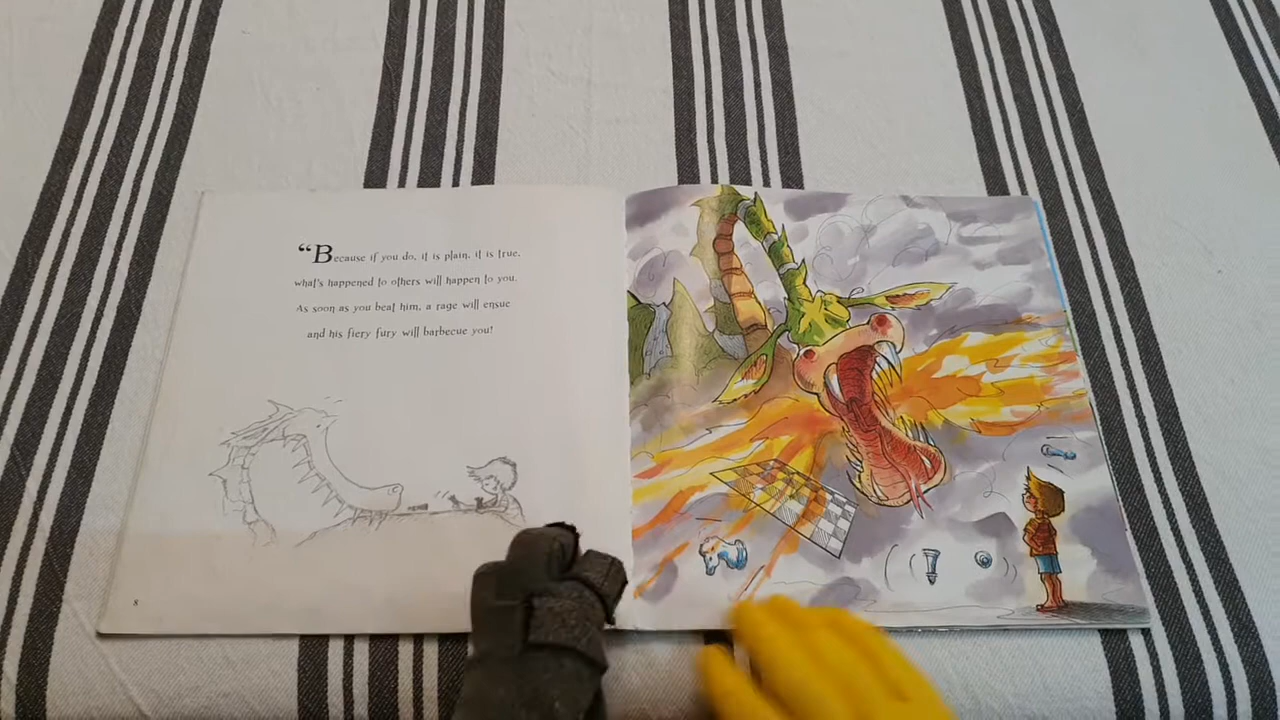 “Because if you do, it is plain, it is true,
what's happened to others will happen to you.
As soon as you beat him, a rage will ensue
and his fiery fury will barbecue you!
8